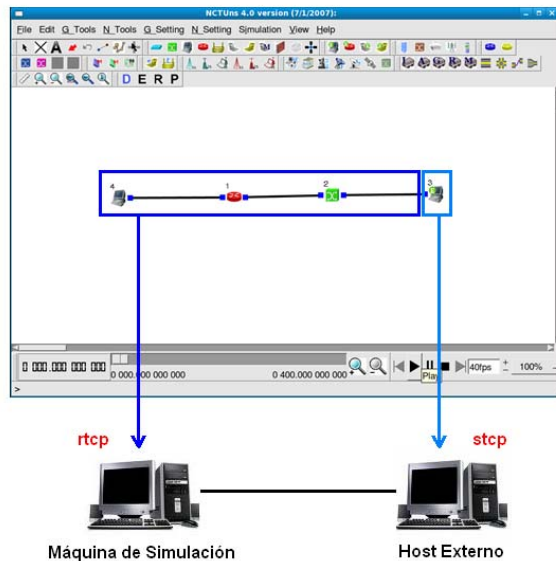 NCTUns 4.0 version (7/1/2007):
File Edit G_Tools N_Tools G_Setting N_Setting Simulation View Help
D E R P
4 1 2 3
0 000.000 000 000
0 000.000 000 000 0 400.000 000 000 40fps 100%
Play
>
rtcp stcp
Máquina de Simulación Host Externo